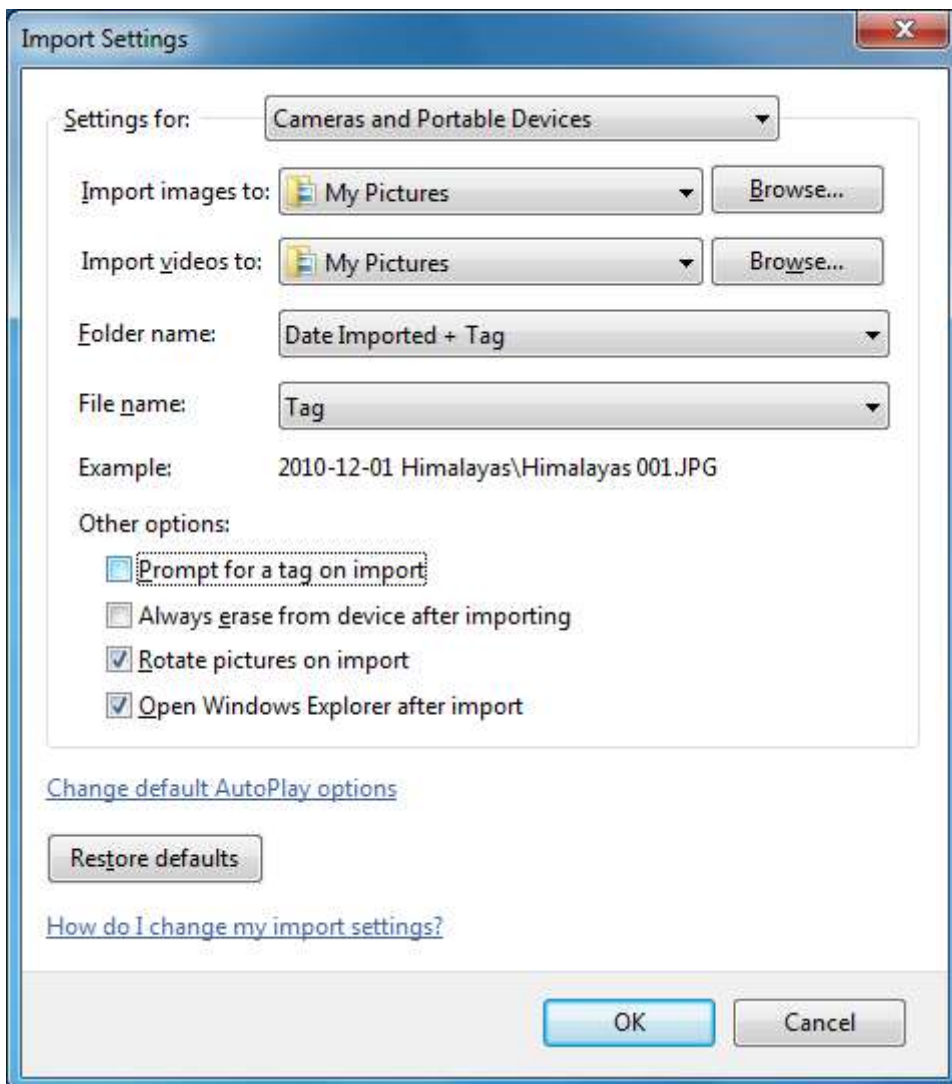 Import Settings
Settings for: Cameras and Portable Devices
Import images to: My Pictures Browse...
Import videos to: My Pictures Browse...
Folder name: Date Imported + Tag
File name: Tag
Example: 2010-12-01 Himalayas\Himalayas 001.JPG
Other options:
Prompt for a tag on import
Always erase from device after importing
Rotate pictures on import
Open Windows Explorer after import
Change default AutoPlay options
Restore defaults
How do I change my import settings?
OK Cancel